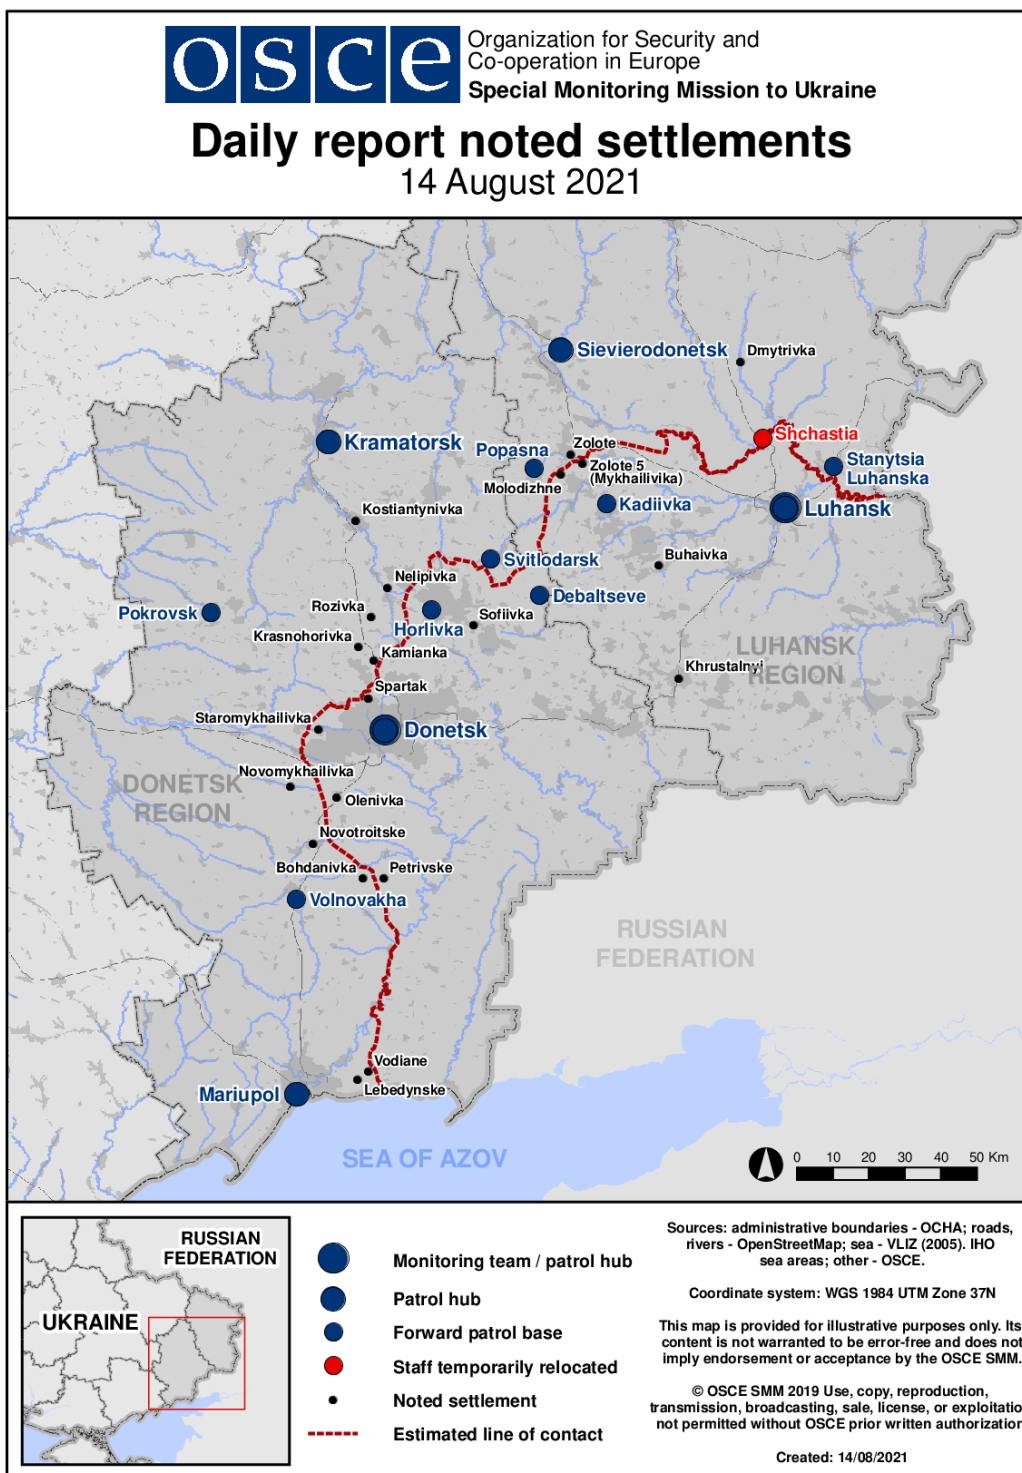 osce
Organization for Security and
Co-operation in Europe
Special Monitoring Mission to Ukraine
Daily report noted settlements
14 August 2021
Sievierodonetsk
Dmytrivka
Kramatorsk
Popasna
Zolote
Shchastia
Zolote 5
(Mykhailivika)
Molodizhne
Stanytsia
Luhanska
Kadiivka
Luhansk
Kostiantynivka
Svitlodarsk
Buhaivka
Nelipivka
Debaltseve
Pokrovsk
Rozivka
Horlivka
Sofiivka
Krasnohorivka
Kamianka
LUHANSK
REGION
Khrustalnyi
Spartak
Staromykhailivka
Donetsk
Novomykhailivka
DONETSK
REGION
Olenivka
Novotroitske
Bohdanivka
Petrivske
Volnovakha
RUSSIAN
FEDERATION
Vodiane
Lebedynske
Mariupol
SEA OF AZOV
0 10 20 30 40 50 Km
RUSSIAN
FEDERATION
UKRAINE
Monitoring team / patrol hub
Patrol hub
Forward patrol base
Staff temporarily relocated
Noted settlement
Estimated line of contact
Sources: administrative boundaries - OCHA; roads,
rivers - OpenStreetMap; sea - VLIZ (2005). IHO
sea areas; other - OSCE.
Coordinate system: WGS 1984 UTM Zone 37N
This map is provided for illustrative purposes only. Its
content is not warranted to be error-free and does not
imply endorsement or acceptance by the OSCE SMM.
© OSCE SMM 2019 Use, copy, reproduction,
transmission, broadcasting, sale, license, or exploitatio
not permitted without OSCE prior written authorization
Created: 14/08/2021